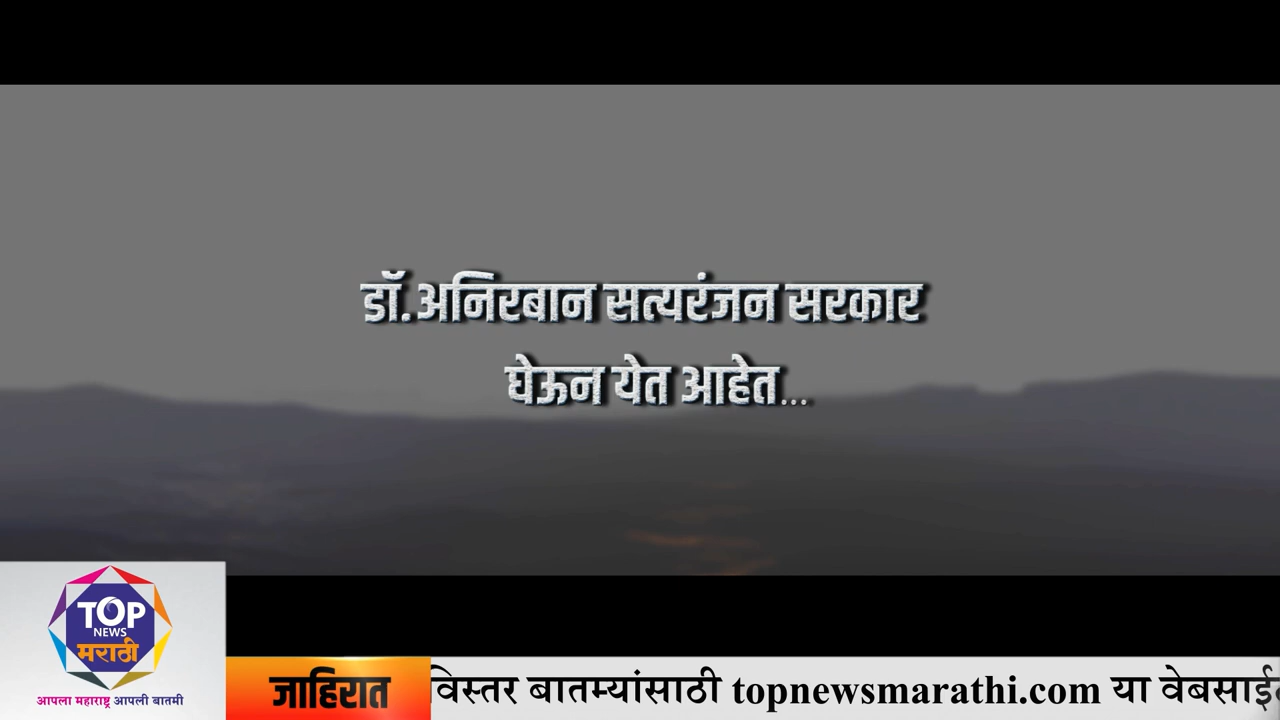 डॉ.अनिरबान सत्यरंजन सरकार
घेऊन येत आहेत...
TOP
NEWS
मराठी
आपला महाराष्ट्र आपली बातमी
जाहिरात
विस्तर बातम्यांसाठी topnewsmarathi.com या